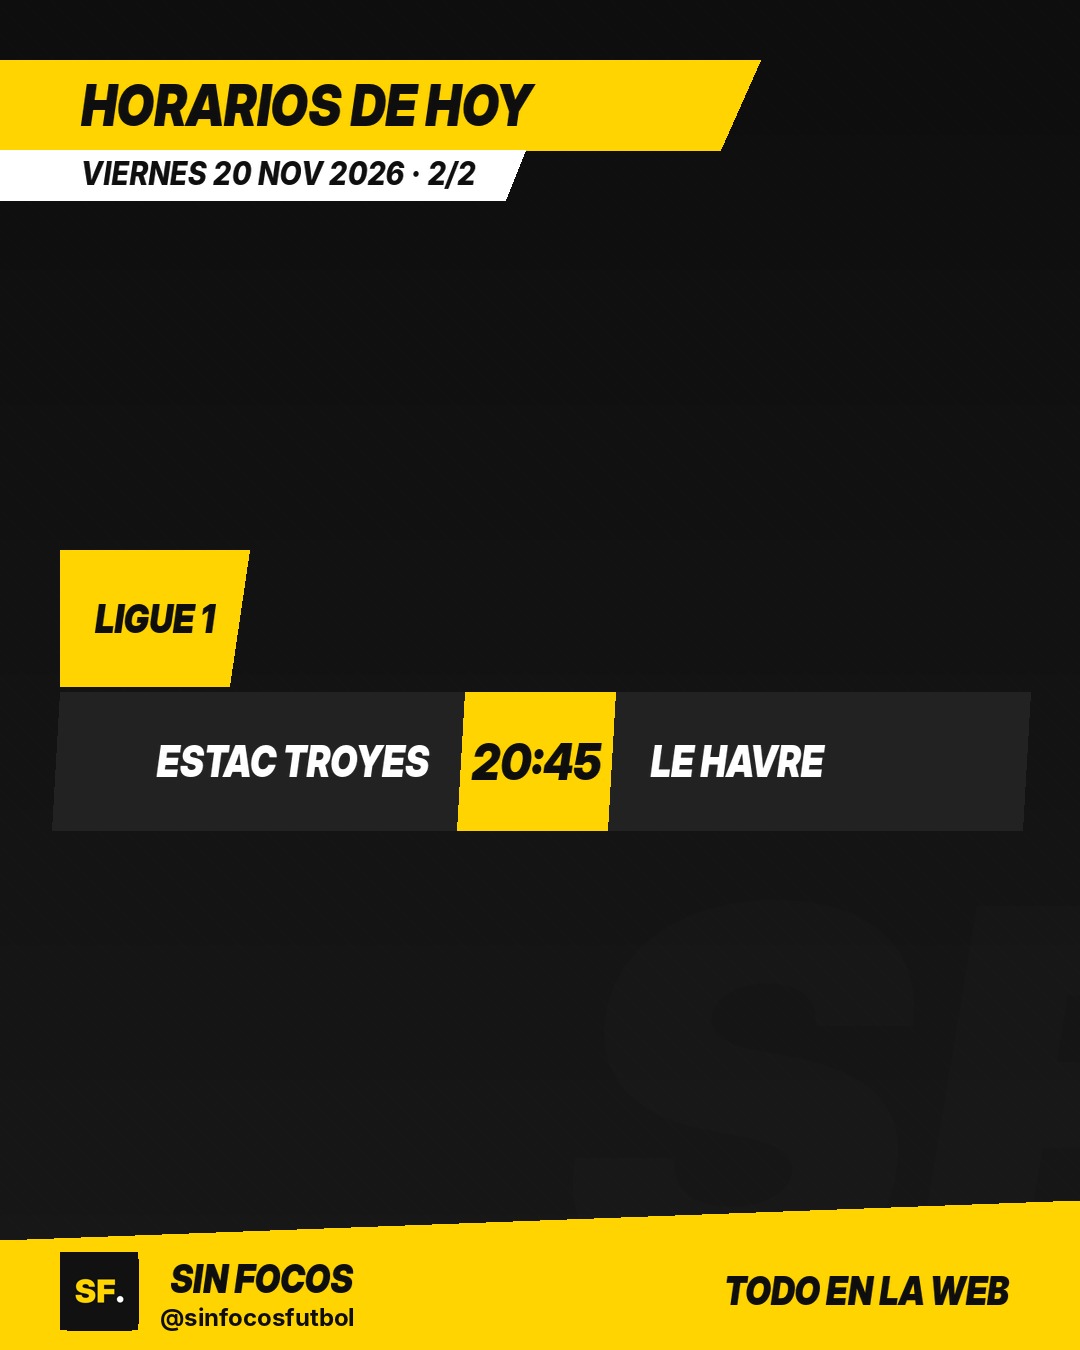 HORARIOS DE HOY
VIERNES 20 NOV 2026 · 2/2
LIGUE 1
ESTAC TROYES 20:45 LE HAVRE
SF
SF.
SIN FOCOS
@sinfocosfutbol
TODO EN LA WEB